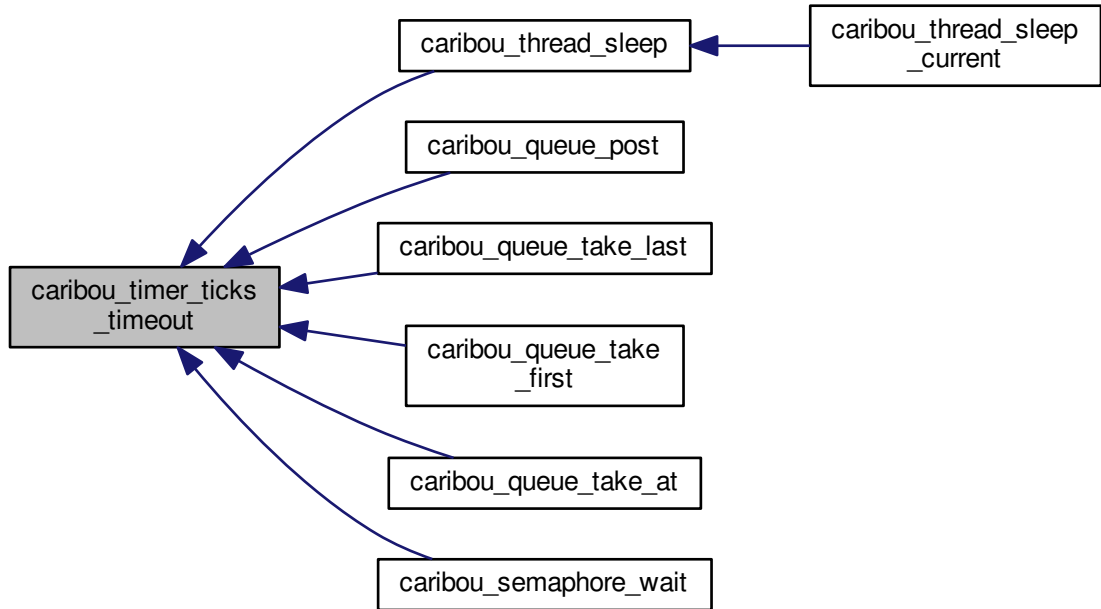 caribou_thread_sleep
caribou_thread_sleep
_current
caribou_queue_post
caribou_queue_take_last
caribou_timer_ticks
_timeout
caribou_queue_take
_first
caribou_queue_take_at
caribou_semaphore_wait